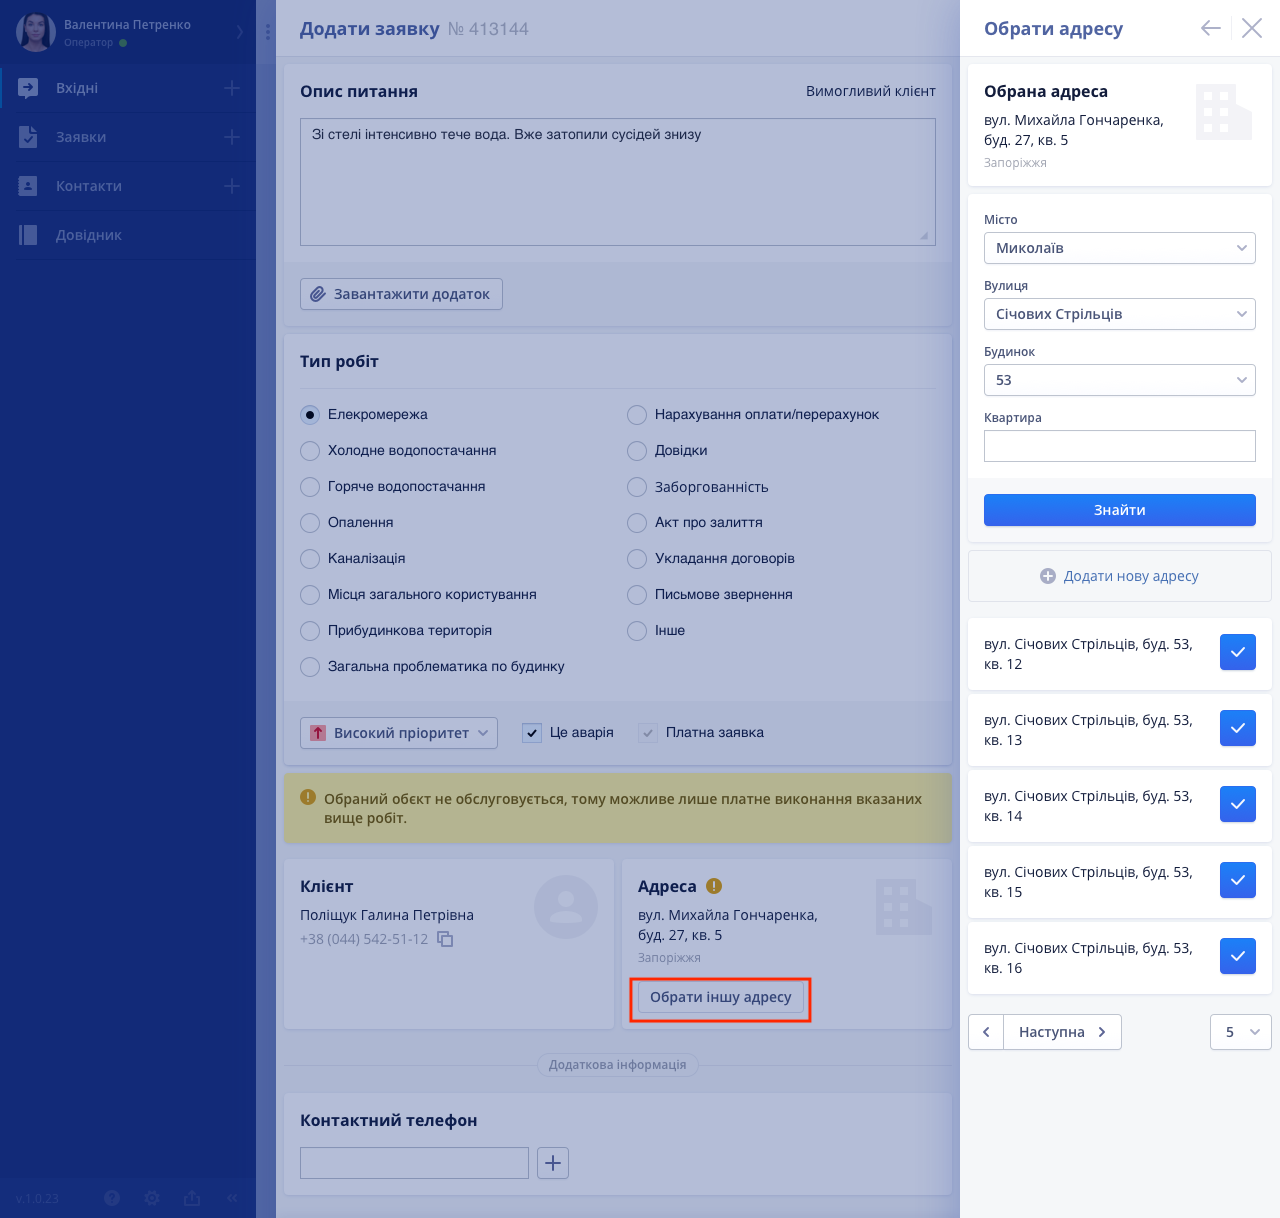 Валентина Петренко
Оператор
Вхідні
Заявки
Контакти
Довідник
v.1.0.23
Додати заявку № 413144
Опис питання
Вимогливий клієнт
Зі стелі інтенсивно тече вода. Вже затопили сусідей знизу
Завантажити додаток
Тип робіт
Елекромережа
Холодне водопостачання
Горяче водопостачання
Опалення
Каналізація
Місця загального користування
Прибудинкова територія
Загальна проблематика по будинку
Нарахування оплати/перерахунок
Довідки
Заборгованність
Акт про залиття
Укладання договорів
Письмове звернення
Інше
Високий пріоритет
Це аварія
Платна заявка
Обраний обєкт не обслуговується, тому можливе лише платне виконання вказаних
вище робіт.
Клієнт
Поліщук Галина Петрівна
+38 (044) 542-51-12
Адреса
вул. Михайла Гончаренка,
буд. 27, кв. 5
Запоріжжя
Обрати іншу адресу
Додаткова інформація
Контактний телефон
Обрати адресу
Обрана адреса
вул. Михайла Гончаренка,
буд. 27, кв. 5
Запоріжжя
Місто
Миколаїв
Вулиця
Січових Стрільців
Будинок
53
Квартира
Знайти
Додати нову адресу
вул. Січових Стрільців, буд. 53,
кв. 12
вул. Січових Стрільців, буд. 53,
кв. 13
вул. Січових Стрільців, буд. 53,
кв. 14
вул. Січових Стрільців, буд. 53,
кв. 15
вул. Січових Стрільців, буд. 53,
кв. 16
Наступна
5